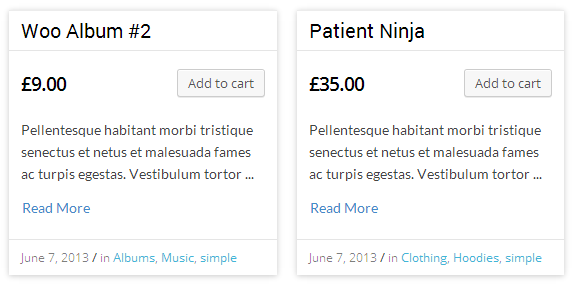 Woo Album #2
£9.00
Add to cart
Pellentesque habitant morbi tristique
senectus et netus et malesuada fames
ac turpis egestas. Vestibulum tortor ...
Read More
June 7, 2013 / in Albums, Music, simple
Patient Ninja
£35.00
Add to cart
Pellentesque habitant morbi tristique
senectus et netus et malesuada fames
ac turpis egestas. Vestibulum tortor ...
Read More
June 7, 2013 / in Clothing, Hoodies, simple